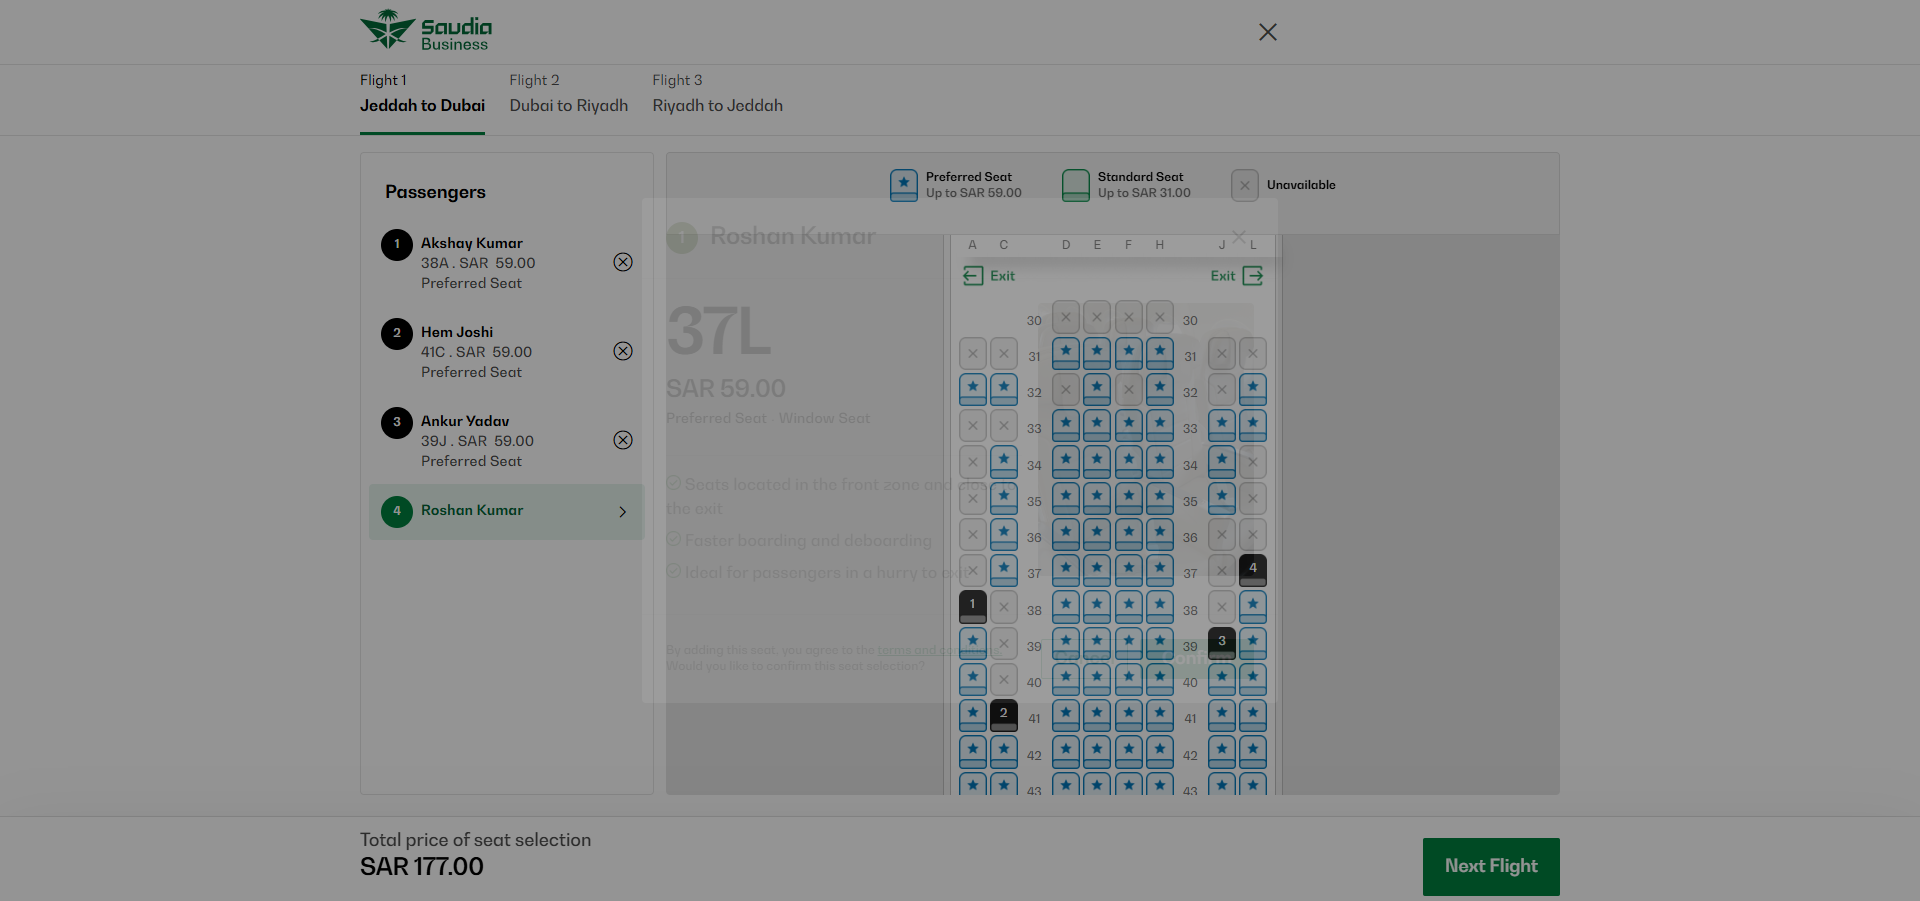 Saudia
Business
Flight 1
Jeddah to Dubai
Flight 2
Dubai to Riyadh
Flight 3
Riyadh to Jeddah
Passengers
1
Akshay Kumar
38A . SAR 59.00
Preferred Seat
2
Hem Joshi
41C . SAR 59.00
Preferred Seat
3
Ankur Yadav
39J . SAR 59.00
Preferred Seat
4
Roshan Kumar
Preferred Seat
Up to SAR 59.00
Standard Seat
Up to SAR 31.00
Unavailable
1
Roshan Kumar
37L
SAR 59.00
Preferred Seat - Window Seat
Seats located in the front zone and close to
the exit
Faster boarding and deboarding
Ideal for passengers in a hurry to exit
By adding this seat, you agree to the terms and conditions.
Would you like to confirm this seat selection?
Cancel
Confirm
A C D E F H J L
Exit
Exit
30 30
31 31
32 32
33 33
34 34
35 35
36 36
37 37 4
1 38 38
39 39 3
40 40
2 41 41
42 42
43 43
Total price of seat selection
SAR 177.00
Next Flight